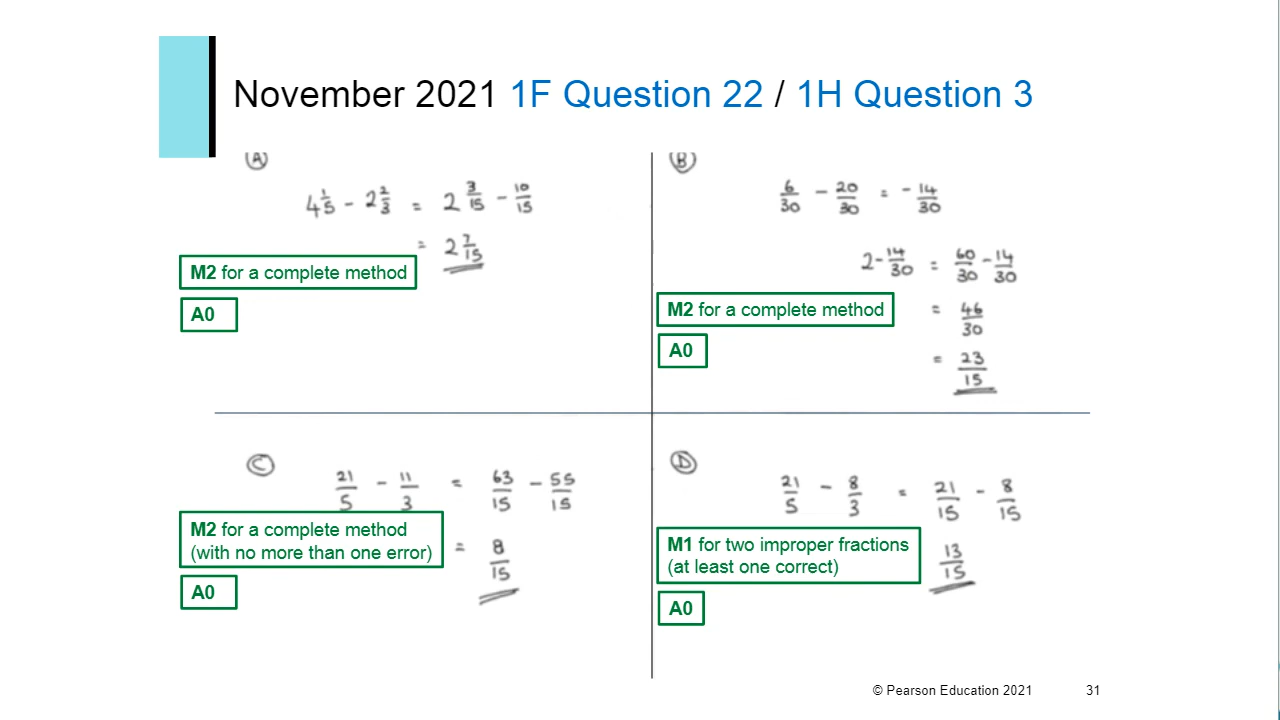 November 2021 1F Question 22 / 1H Question 3
A
4 1/5 - 2 2/3 = 2 3/15 - 10/15
= 2 7/15
M2 for a complete method
A0
B
6/30 - 20/30 = - 14/30
2 - 14/30 = 60/30 - 14/30
= 46/30
= 23/15
M2 for a complete method
A0
C
21/5 - 11/3 = 63/15 - 55/15
= 8/15
M2 for a complete method
(with no more than one error)
A0
D
21/5 - 8/3 = 21/15 - 8/15
13/15
M1 for two improper fractions
(at least one correct)
A0
© Pearson Education 2021
31